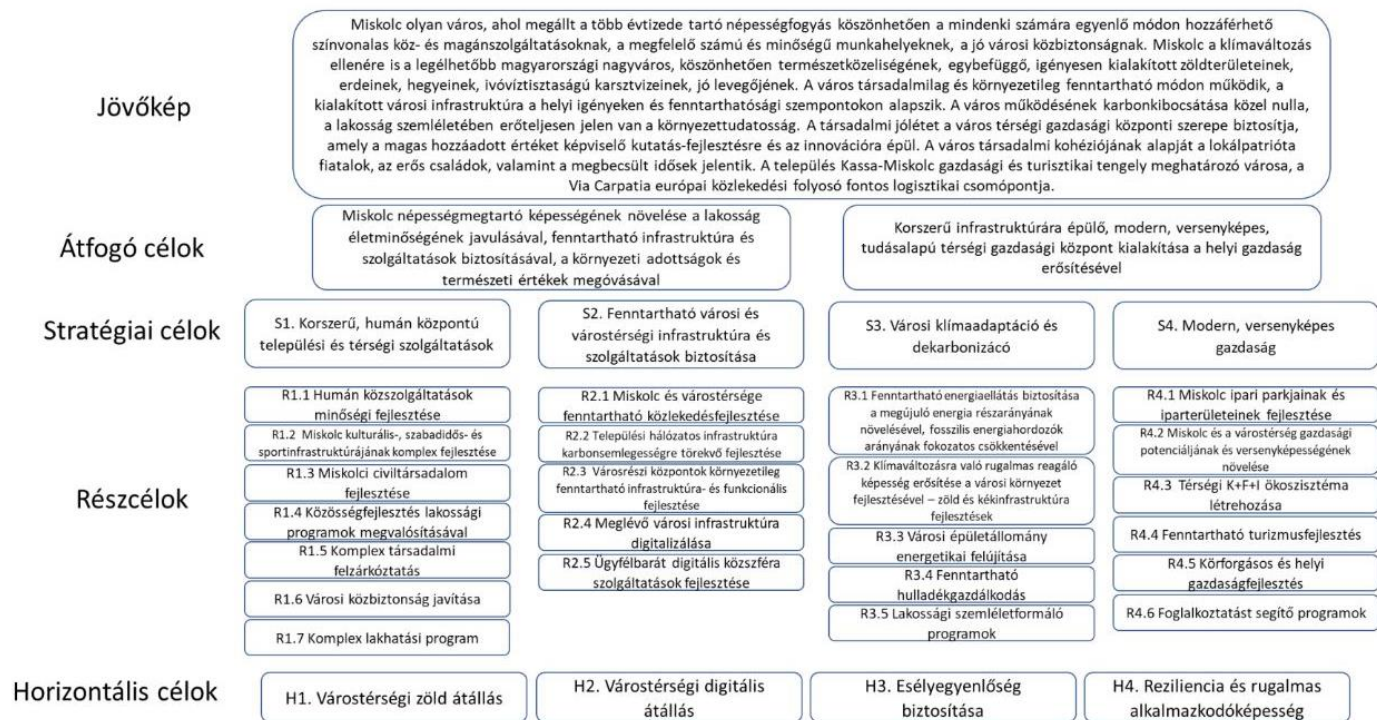 Jövőkép
Miskolc olyan város, ahol megállt a több évtizede tartó népességfogyás köszönhetően a mindenki számára egyenlő módon hozzáférhető
színvonalas köz- és magánszolgáltatásoknak, a megfelelő számú és minőségű munkahelyeknek, a jó városi közbiztonságnak. Miskolc a klímaváltozás
ellenére is a legélhetőbb magyarországi nagyváros, köszönhetően természetközeliségének, egybefüggő, igényesen kialakított zöldterületeinek,
erdeinek, hegyeinek, ivóvíztisztaságú karsztvizeinek, jó levegőjének. A város társadalmilag és környezetileg fenntartható módon működik, a
kialakított városi infrastruktúra a helyi igényeken és fenntarthatósági szempontokon alapszik. A város működésének karbonkibocsátása közel nulla,
a lakosság szemléletében erőteljesen jelen van a környezettudatosság. A társadalmi jólétet a város térségi gazdasági központi szerepe biztosítja,
amely a magas hozzáadott értéket képviselő kutatás-fejlesztésre és az innovációra épül. A város társadalmi kohéziójának alapját a lokálpatrióta
fiatalok, az erős családok, valamint a megbecsült idősek jelentik. A település Kassa-Miskolc gazdasági és turisztikai tengely meghatározó városa, a
Via Carpatia európai közlekedési folyosó fontos logisztikai csomópontja.
Átfogó célok
Miskolc népességmegtartó képességének növelése a lakosság
életminőségének javulásával, fenntartható infrastruktúra és
szolgáltatások biztosításával, a környezeti adottságok és
természeti értékek megóvásával
Korszerű infrastruktúrára épülő, modern, versenyképes,
tudásalapú térségi gazdasági központ kialakítása a helyi gazdaság
erősítésével
Stratégiai célok
S1. Korszerű, humán központú
települési és térségi szolgáltatások
S2. Fenntartható városi és
várostérségi infrastruktúra és
szolgáltatások biztosítása
S3. Városi klímaadaptáció és
dekarbonizácó
S4. Modern, versenyképes
gazdaság
Részcélok
R1.1 Humán közszolgáltatások
minőségi fejlesztése
R1.2 Miskolc kulturális-, szabadidős- és
sportinfrastruktúrájának komplex fejlesztése
R1.3 Miskolci civiltársadalom
fejlesztése
R1.4 Közösségfejlesztés lakossági
programok megvalósításával
R1.5 Komplex társadalmi
felzárkóztatás
R1.6 Városi közbiztonság javítása
R1.7 Komplex lakhatási program
R2.1 Miskolc és várostérsége
fenntartható közlekedésfejlesztése
R2.2 Települési hálózatos infrastruktúra
karbonsemlegességre törekvő fejlesztése
R2.3 Városrészi központok környezetileg
fenntartható infrastruktúra- és funkcionális
fejlesztése
R2.4 Meglévő városi infrastruktúra
digitalizálása
R2.5 Ügyfélbarát digitális közszféra
szolgáltatások fejlesztése
R3.1 Fenntartható energiaellátás biztosítása
a megújuló energia részarányának
növelésével, fosszilis energiahordozók
arányának fokozatos csökkentésével
R3.2 Klímaváltozásra való rugalmas reagáló
képesség erősítése a városi környezet
fejlesztésével – zöld és kékinfrastruktúra
fejlesztések
R3.3 Városi épületállomány
energetikai felújítása
R3.4 Fenntartható
hulladékgazdálkodás
R3.5 Lakossági szemléletformáló
programok
R4.1 Miskolc ipari parkjainak és
iparterületeinek fejlesztése
R4.2 Miskolc és a várostérség gazdasági
potenciáljának és versenyképességének
növelése
R4.3 Térségi K+F+I ökoszisztéma
létrehozása
R4.4 Fenntartható turizmusfejlesztés
R4.5 Körforgásos és helyi
gazdaságfejlesztés
R4.6 Foglalkoztatást segítő programok
Horizontális célok
H1. Várostérségi zöld átállás
H2. Várostérségi digitális
átállás
H3. Esélyegyenlőség
biztosítása
H4. Reziliencia és rugalmas
alkalmazkodóképesség